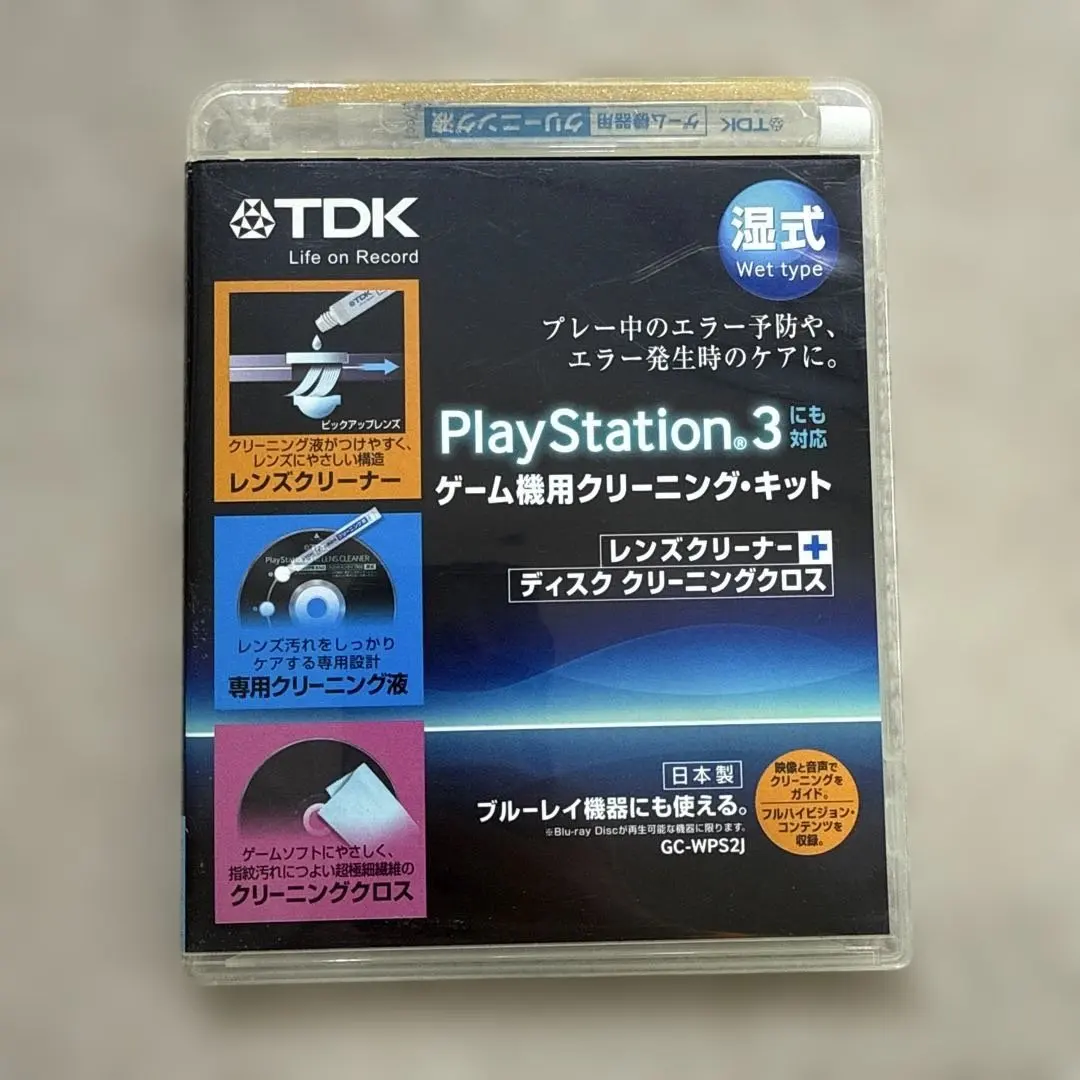 TDK ゲーム機器用 クリーニング液
TDK
Life on Record
湿式
Wet type
プレー中のエラー予防や、
エラー発生時のケアに。
PlayStation®3にも対応
ゲーム機用クリーニング・キット
レンズクリーナー+
ディスク クリーニングクロス
TDK
ピックアップレンズ
クリーニング液がつけやすく、
レンズにやさしい構造
レンズクリーナー
LENS CLEANER
レンズ汚れをしっかり
ケアする専用設計
専用クリーニング液
ゲームソフトにやさしく、
指紋汚れにつよい超極細繊維の
クリーニングクロス
日本製
ブルーレイ機器にも使える。
※Blu-ray Discが再生可能な機器に限ります。
GC-WPS2J
映像と音声で
クリーニングを
ガイド。
フルハイビジョン・
コンテンツを
収録。